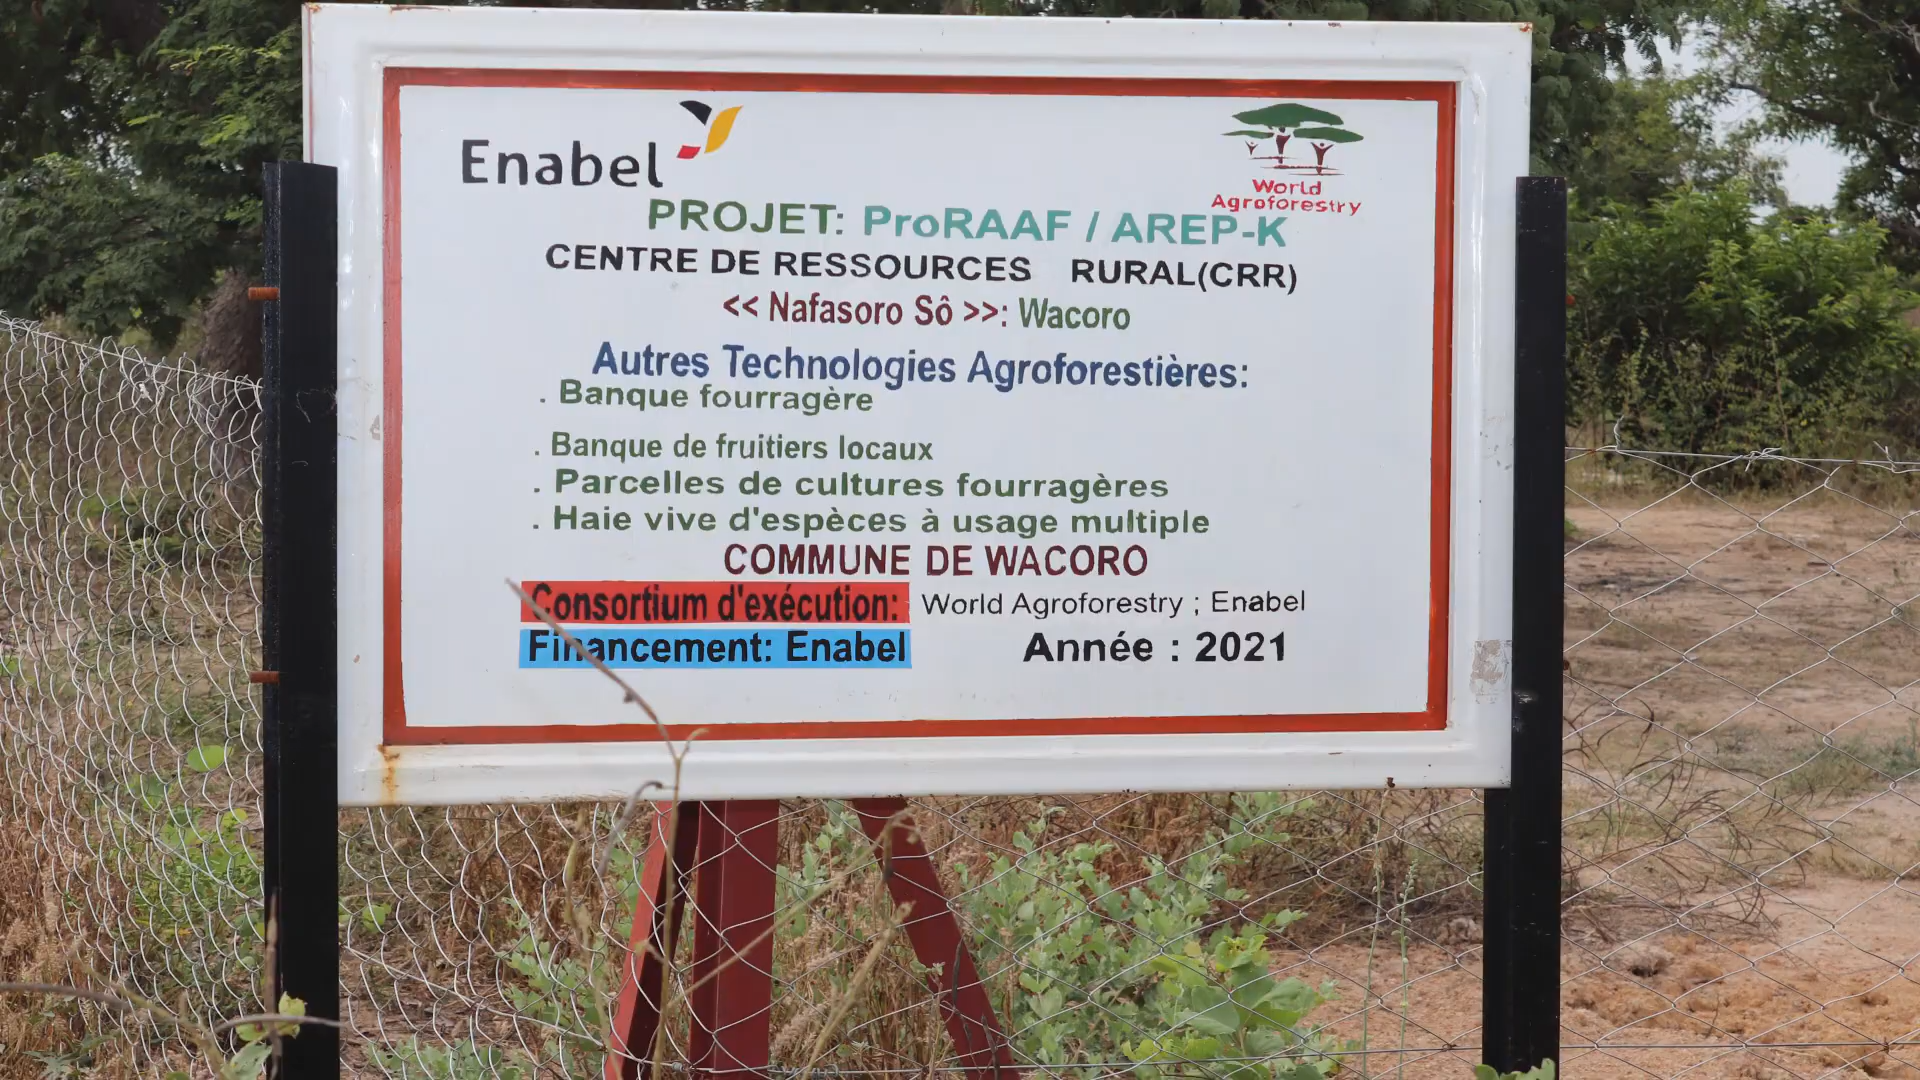 Enabel
World
Agroforestry
PROJET: ProRAAF / AREP-K
CENTRE DE RESSOURCES RURAL(CRR)
<< Nafasoro Sô >>: Wacoro
Autres Technologies Agroforestières:
. Banque fourragère
. Banque de fruitiers locaux
. Parcelles de cultures fourragères
. Haie vive d'espèces à usage multiple
COMMUNE DE WACORO
Consortium d'exécution: World Agroforestry ; Enabel
Financement: Enabel Année : 2021